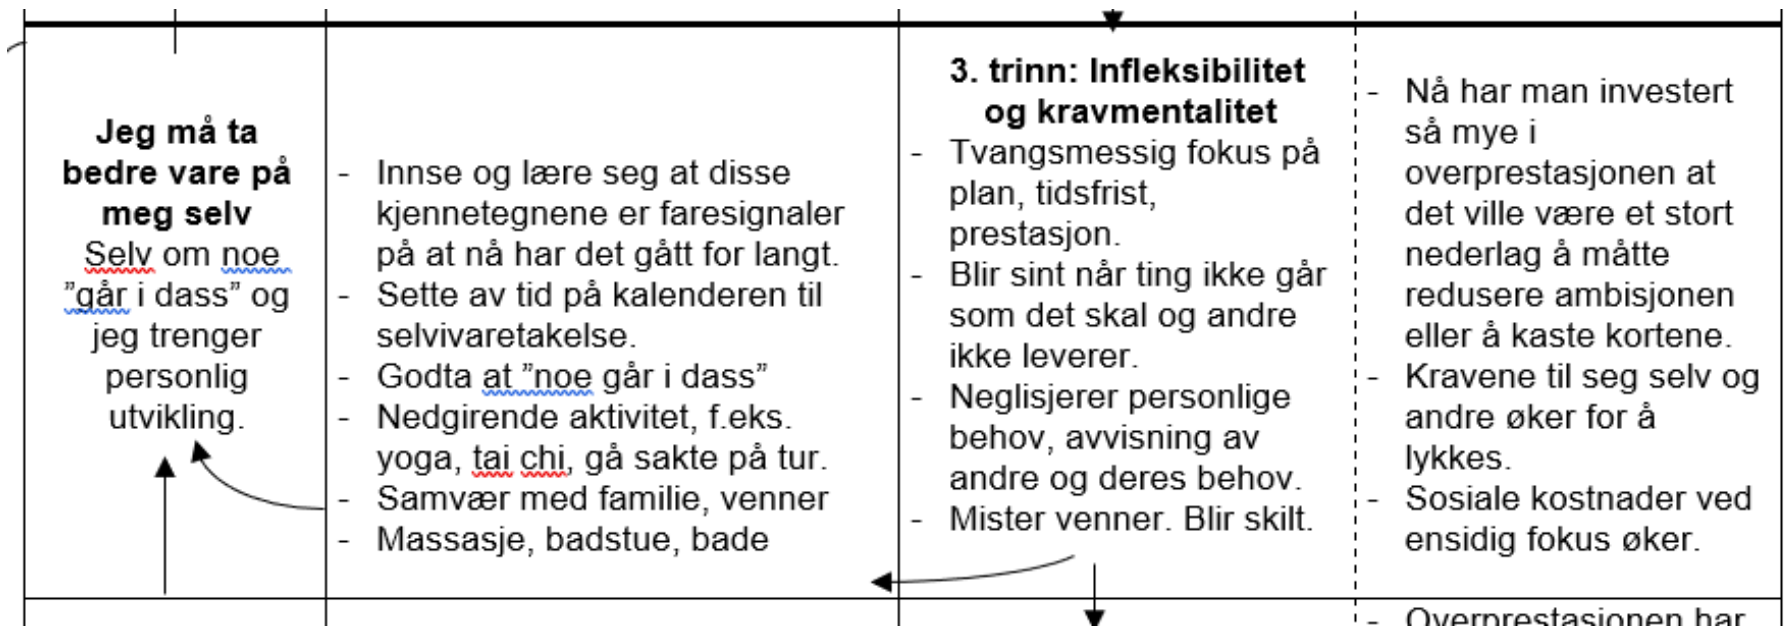 Jeg må ta
bedre vare på
meg selv
Selv om noe
”går i dass” og
jeg trenger
personlig
utvikling.
- Innse og lære seg at disse
kjennetegnene er faresignaler
på at nå har det gått for langt.
- Sette av tid på kalenderen til
selvivaretakelse.
- Godta at ”noe går i dass”
- Nedgirende aktivitet, f.eks.
yoga, tai chi, gå sakte på tur.
- Samvær med familie, venner
- Massasje, badstue, bade
3. trinn: Infleksibilitet
og kravmentalitet
- Tvangsmessig fokus på
plan, tidsfrist,
prestasjon.
- Blir sint når ting ikke går
som det skal og andre
ikke leverer.
- Neglisjerer personlige
behov, avvisning av
andre og deres behov.
- Mister venner. Blir skilt.
- Nå har man investert
så mye i
overprestasjonen at
det ville være et stort
nederlag å måtte
redusere ambisjonen
eller å kaste kortene.
- Kravene til seg selv og
andre øker for å
lykkes.
- Sosiale kostnader ved
ensidig fokus øker.
- Overprestasjonen har